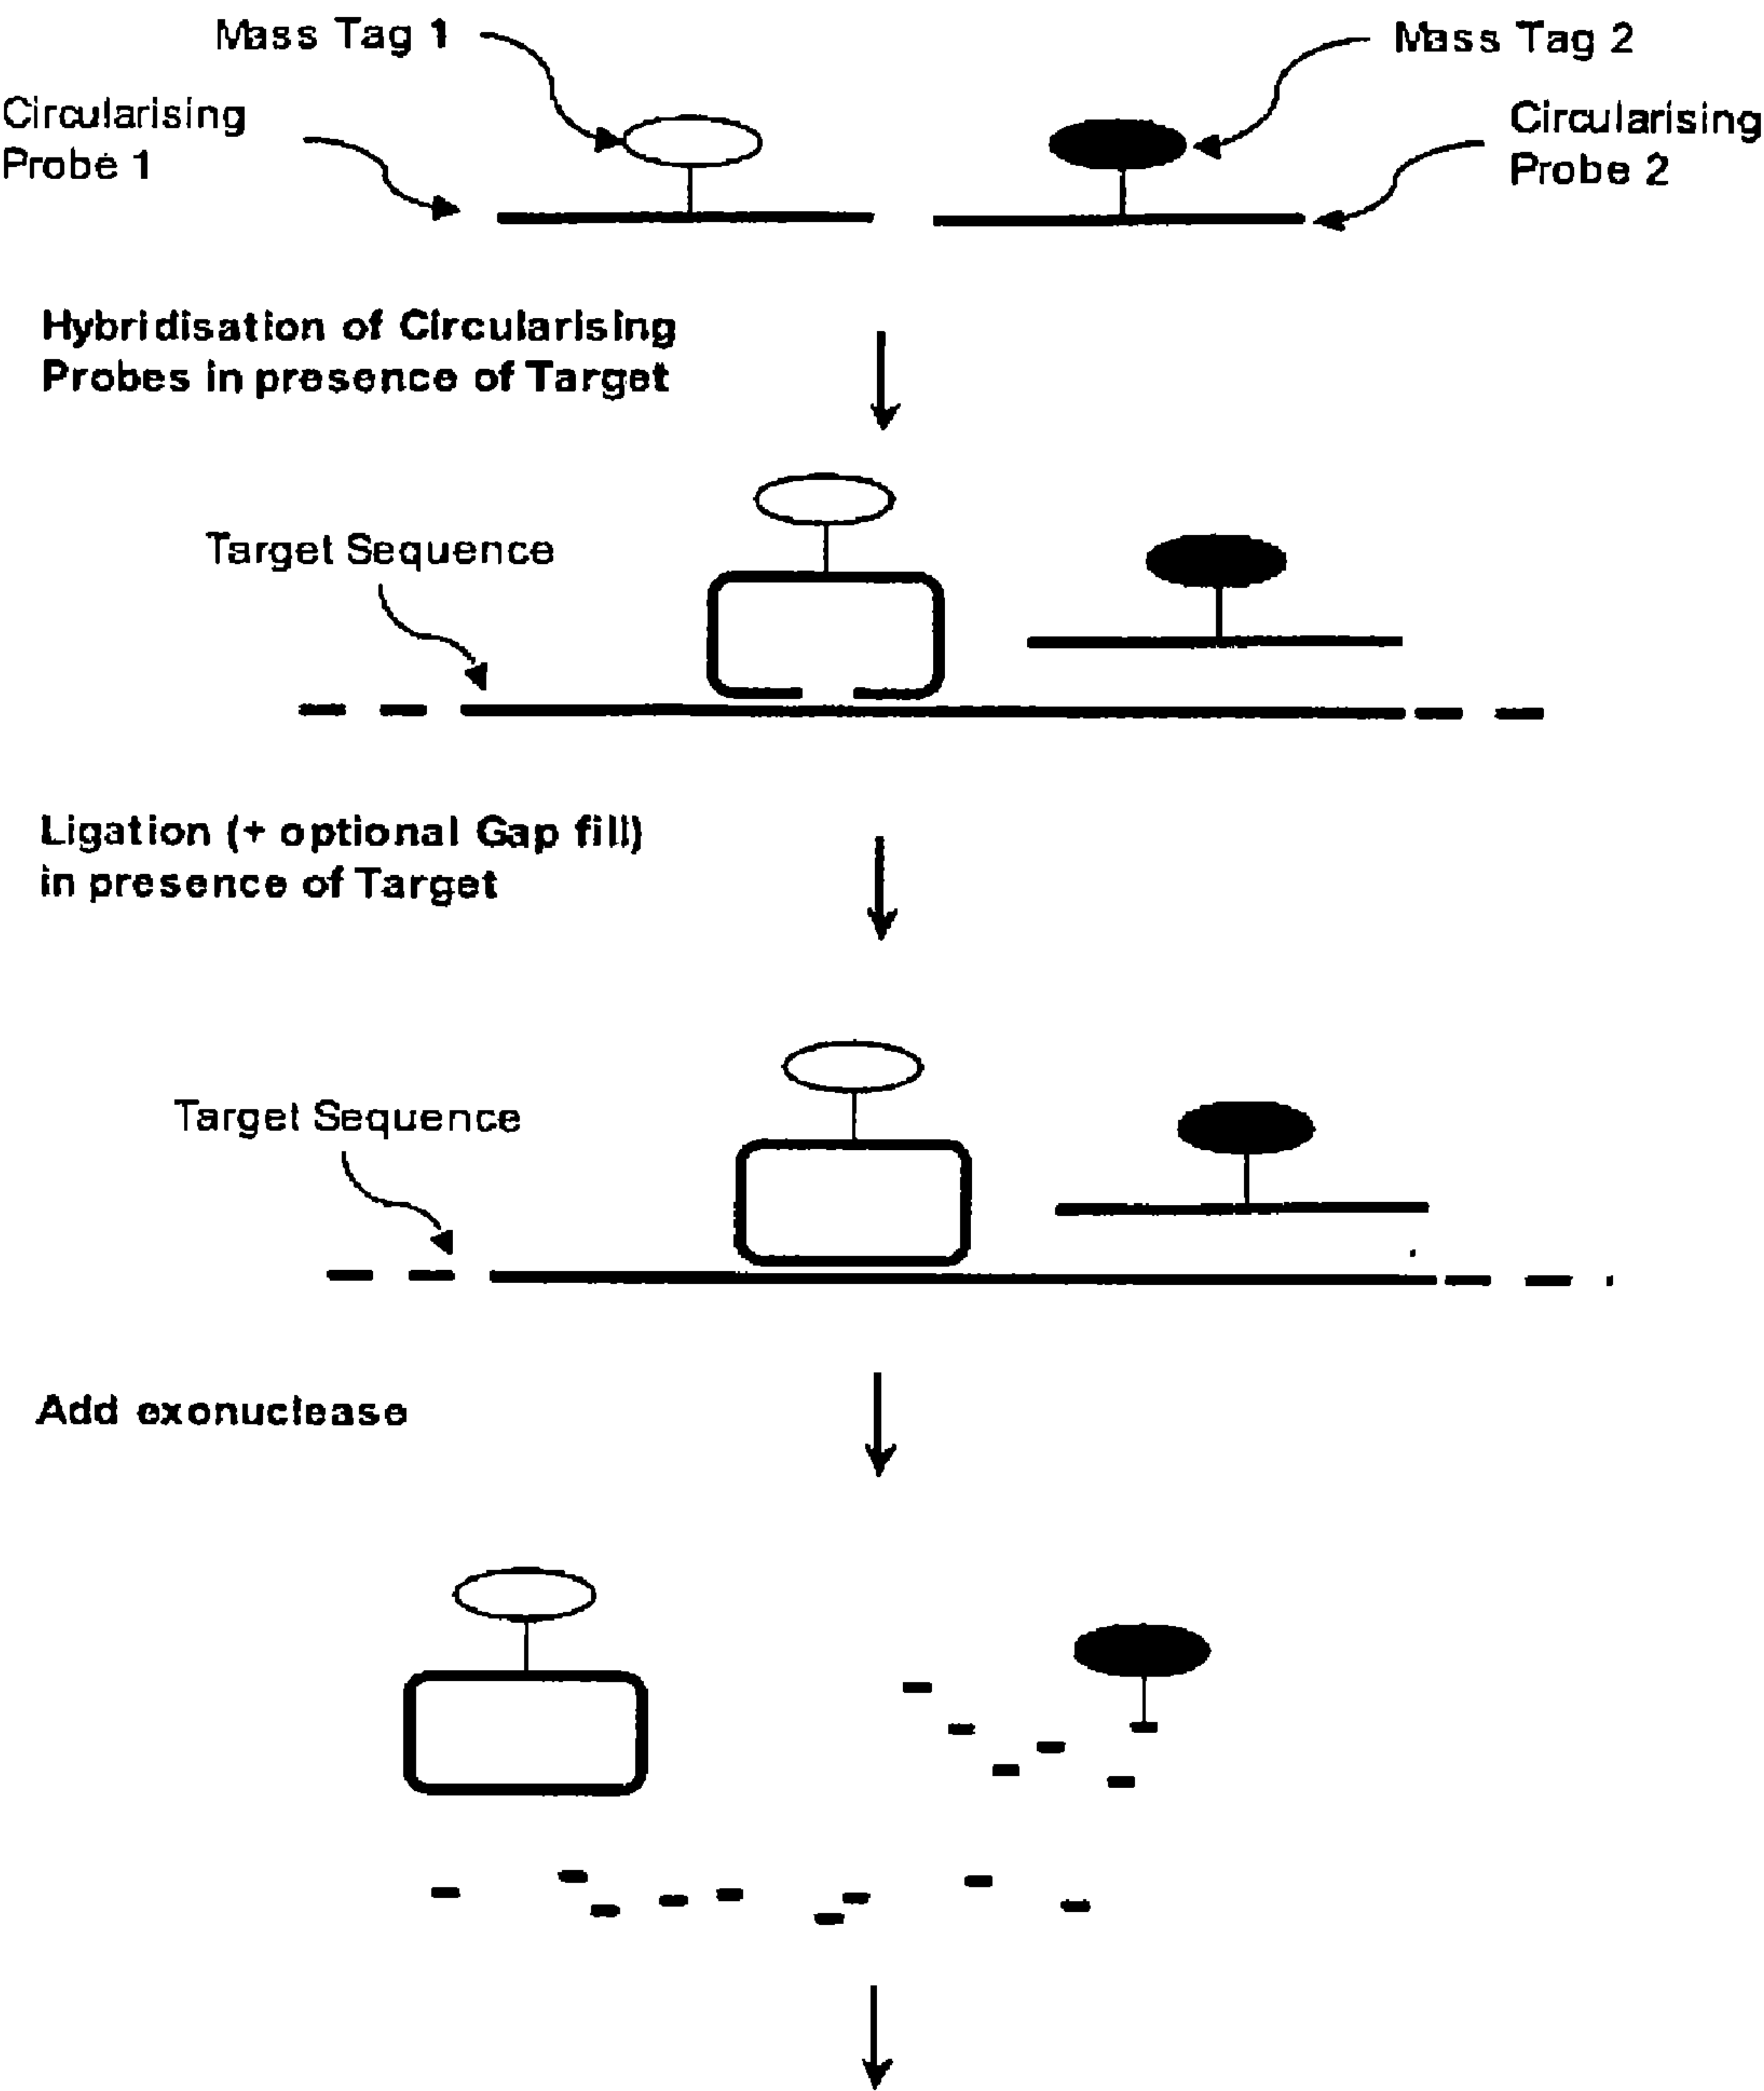 Mass Tag 1
Mass Tag 2
Circularising
Probe 1
Circularising
Probe 2
Hybridisation of Circularising
Probes in presence of Target
Target Sequence
Ligation (+ optional Gap fill)
in presence of Target
Target Sequence
Add exonuclease